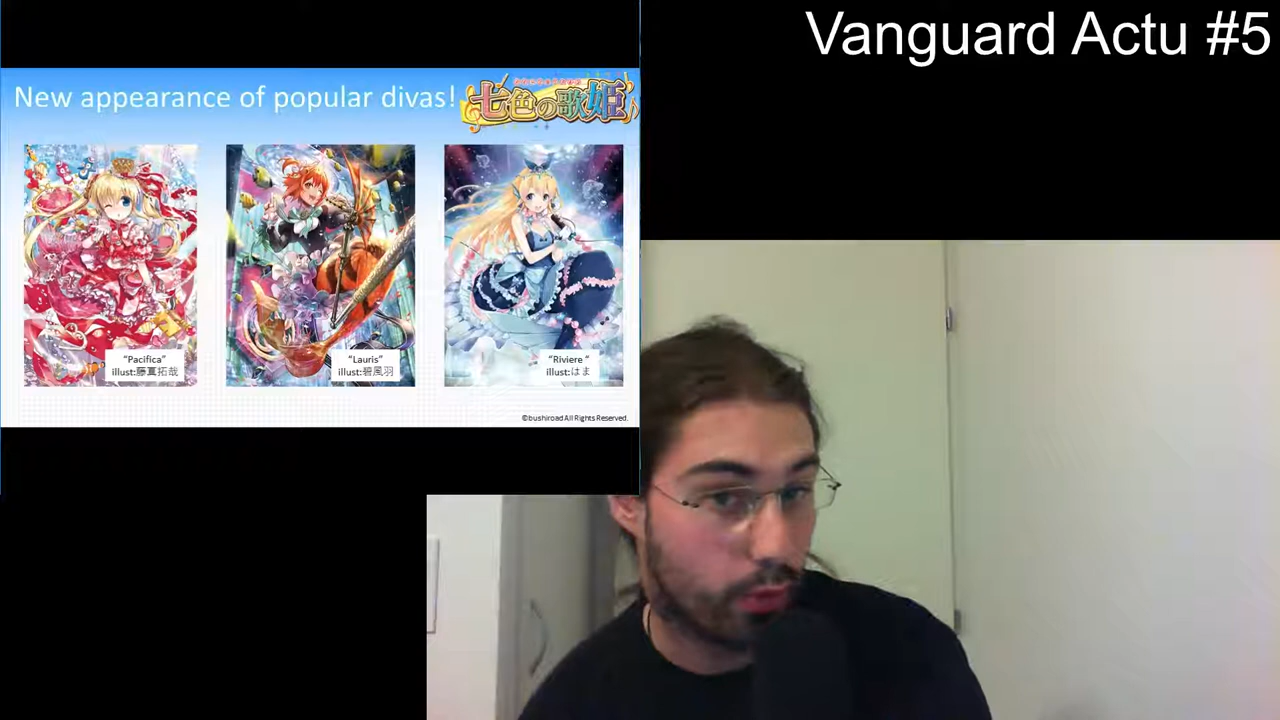 Vanguard Actu #5
New appearance of popular divas!
七色の歌姫
"Pacifica"
illust:藤真拓哉
"Lauris"
illust:碧風羽
"Riviere "
illust:はま
©bushiroad All Rights Reserved.